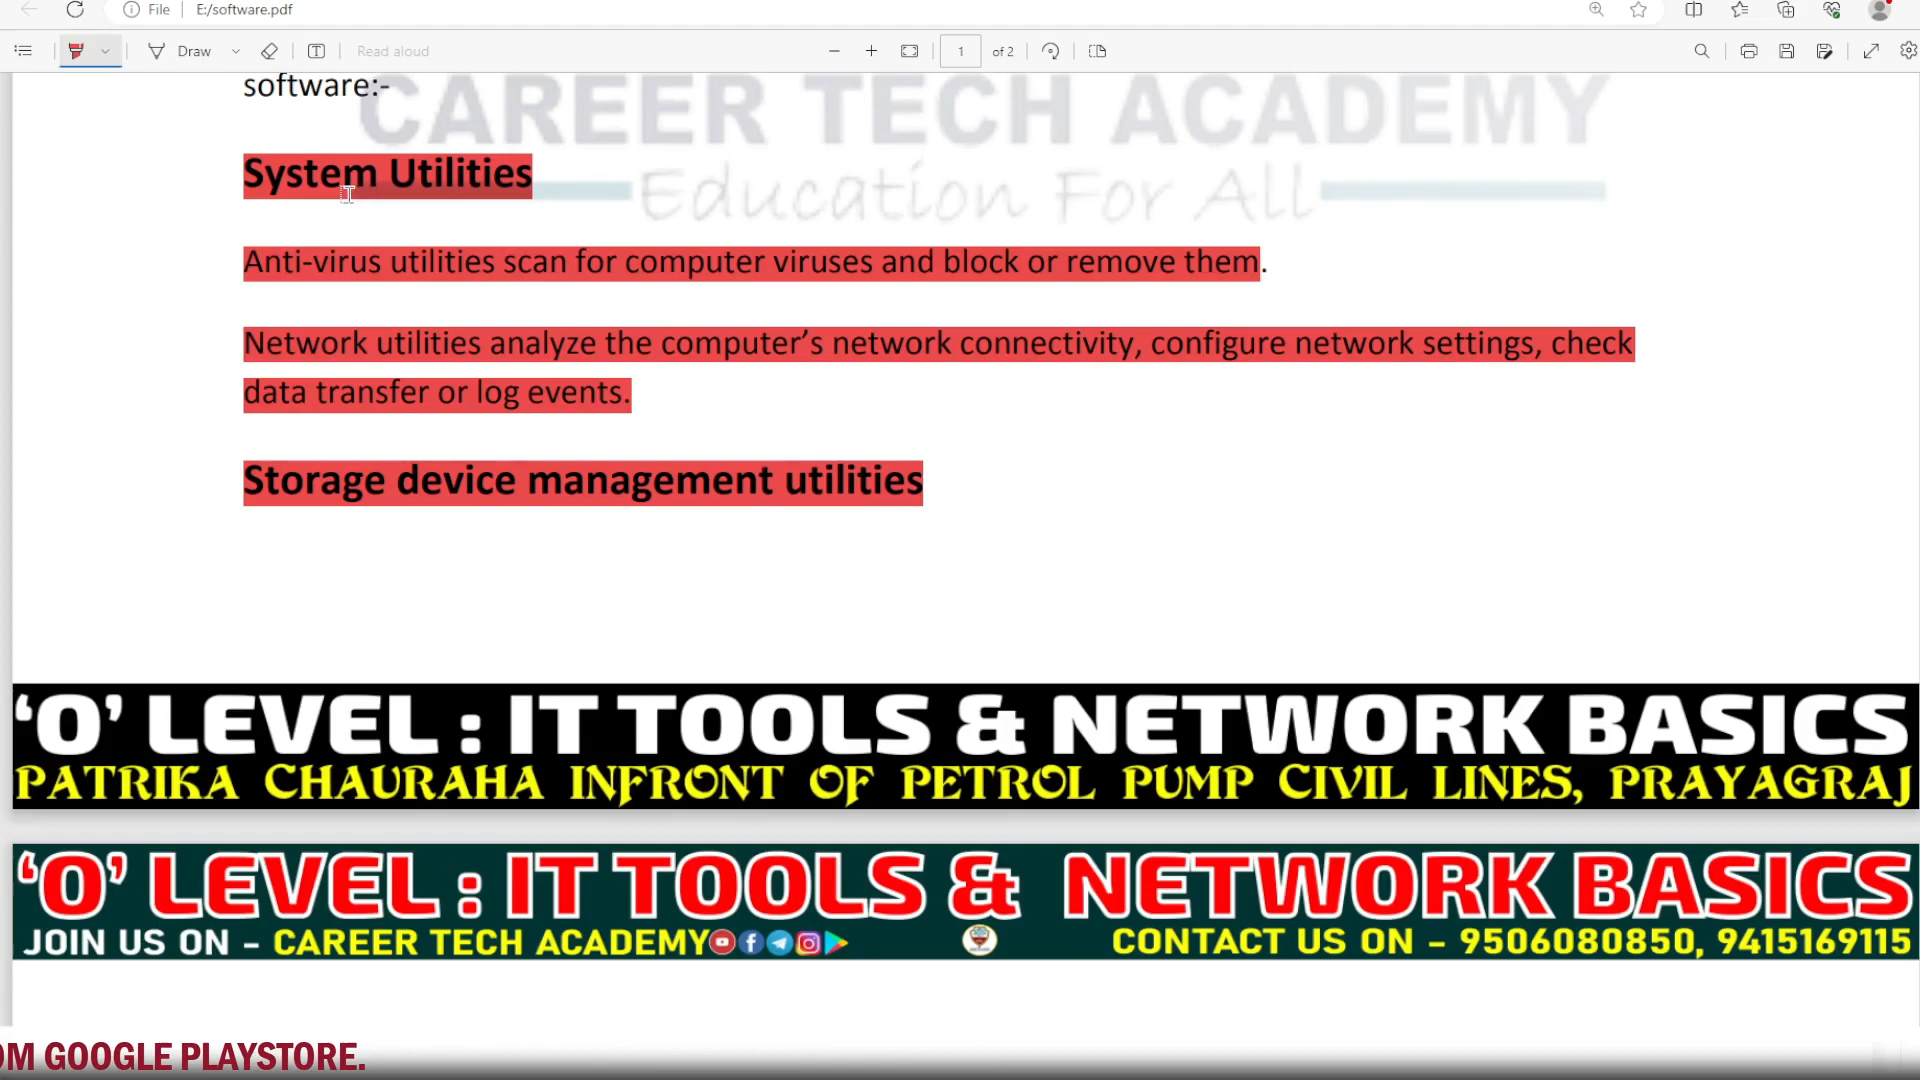 File E:/software.pdf
Draw Read aloud 1 of 2
software:-
CAREER TECH ACADEMY
System Utilities
Education For All
Anti-virus utilities scan for computer viruses and block or remove them.
Network utilities analyze the computer’s network connectivity, configure network settings, check
data transfer or log events.
Storage device management utilities
‘O’ LEVEL : IT TOOLS & NETWORK BASICS
PATRIKA CHAURAHA INFRONT OF PETROL PUMP CIVIL LINES, PRAYAGRAJ
‘O’ LEVEL : IT TOOLS & NETWORK BASICS
JOIN US ON - CAREER TECH ACADEMY CONTACT US ON - 9506080850, 9415169115
OM GOOGLE PLAYSTORE.